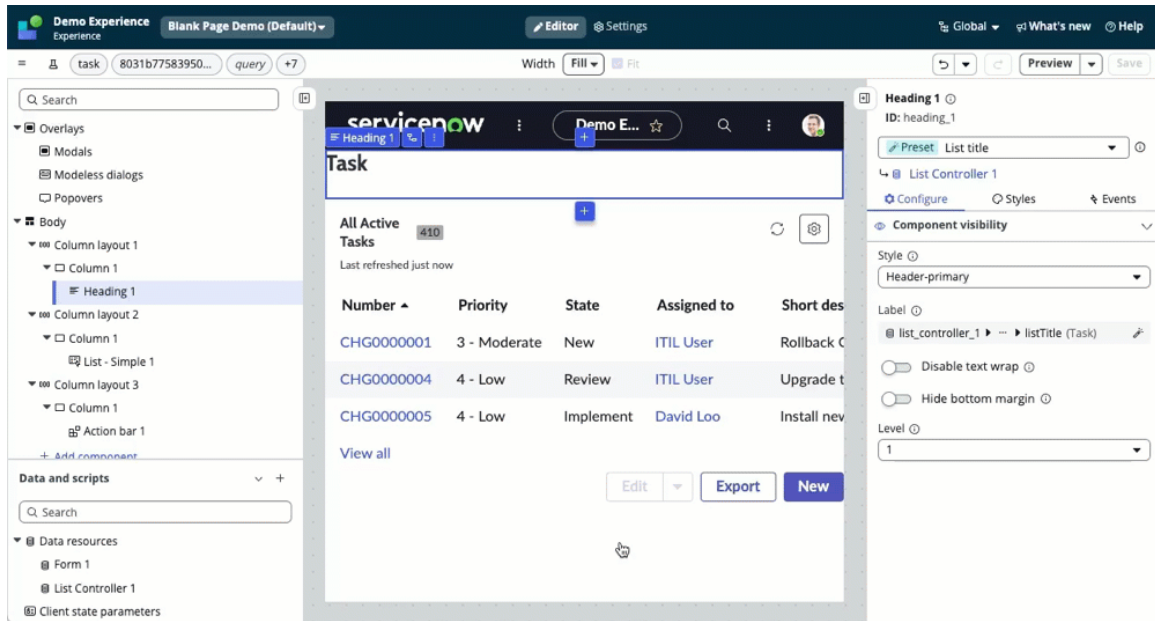 Demo Experience
Experience
Blank Page Demo (Default)
Editor
Settings
Global
What's new
Help
task
8031b77583950...
query
+7
Width
Fill
Fit
Preview
Save
Search
Overlays
Modals
Modeless dialogs
Popovers
Body
Column layout 1
Column 1
Heading 1
Column layout 2
Column 1
List - Simple 1
Column layout 3
Column 1
Action bar 1
+ Add component
Data and scripts
Search
Data resources
Form 1
List Controller 1
Client state parameters
servicenow
Demo E...
Heading 1
Task
All Active
Tasks
410
Last refreshed just now
Number Priority State Assigned to Short des
CHG0000001 3 - Moderate New ITIL User Rollback
CHG0000004 4 - Low Review ITIL User Upgrade t
CHG0000005 4 - Low Implement David Loo Install nev
View all
Edit
Export
New
Heading 1
ID: heading_1
Preset List title
List Controller 1
Configure
Styles
Events
Component visibility
Style
Header-primary
Label
list_controller_1 ▸ ··· ▸ listTitle (Task)
Disable text wrap
Hide bottom margin
Level
1